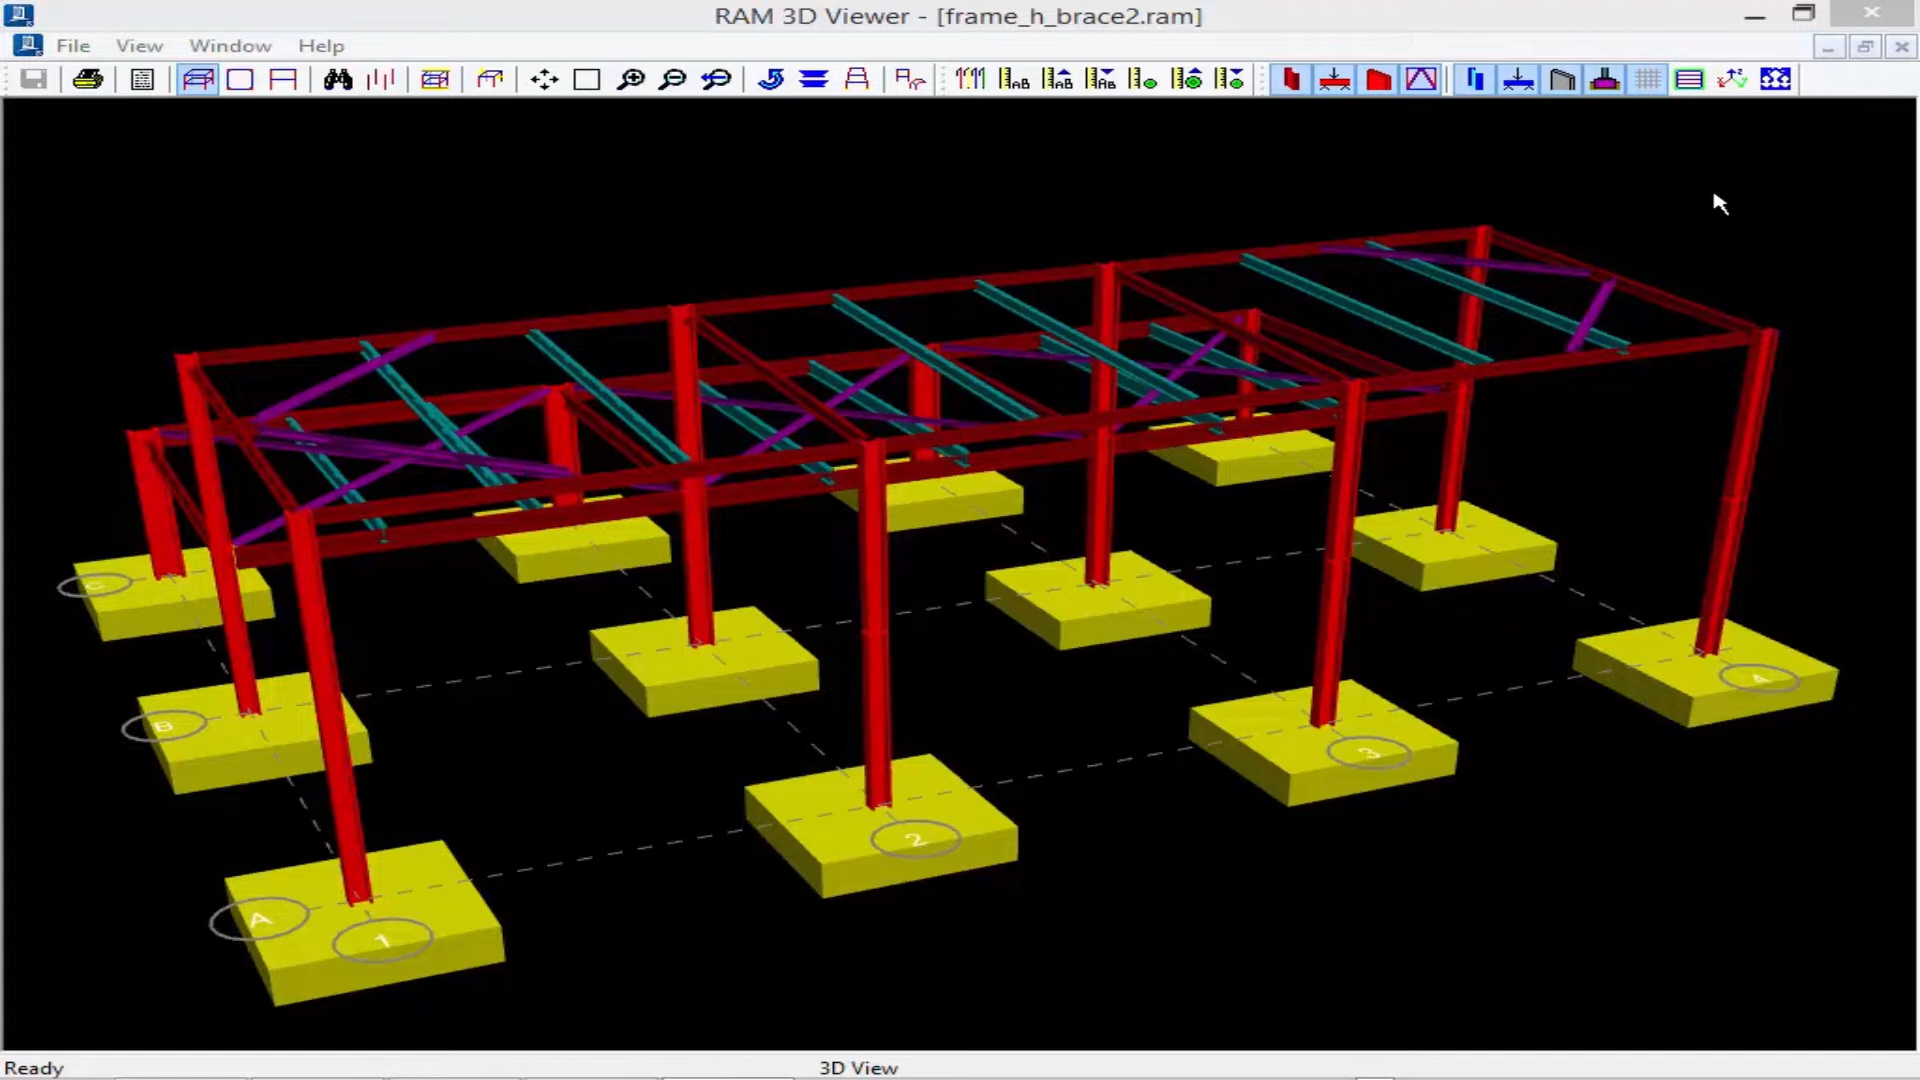 RAM 3D Viewer - [frame_h_brace2.ram]
File View Window Help
C
B
4
3
2
A
1
Ready 3D View